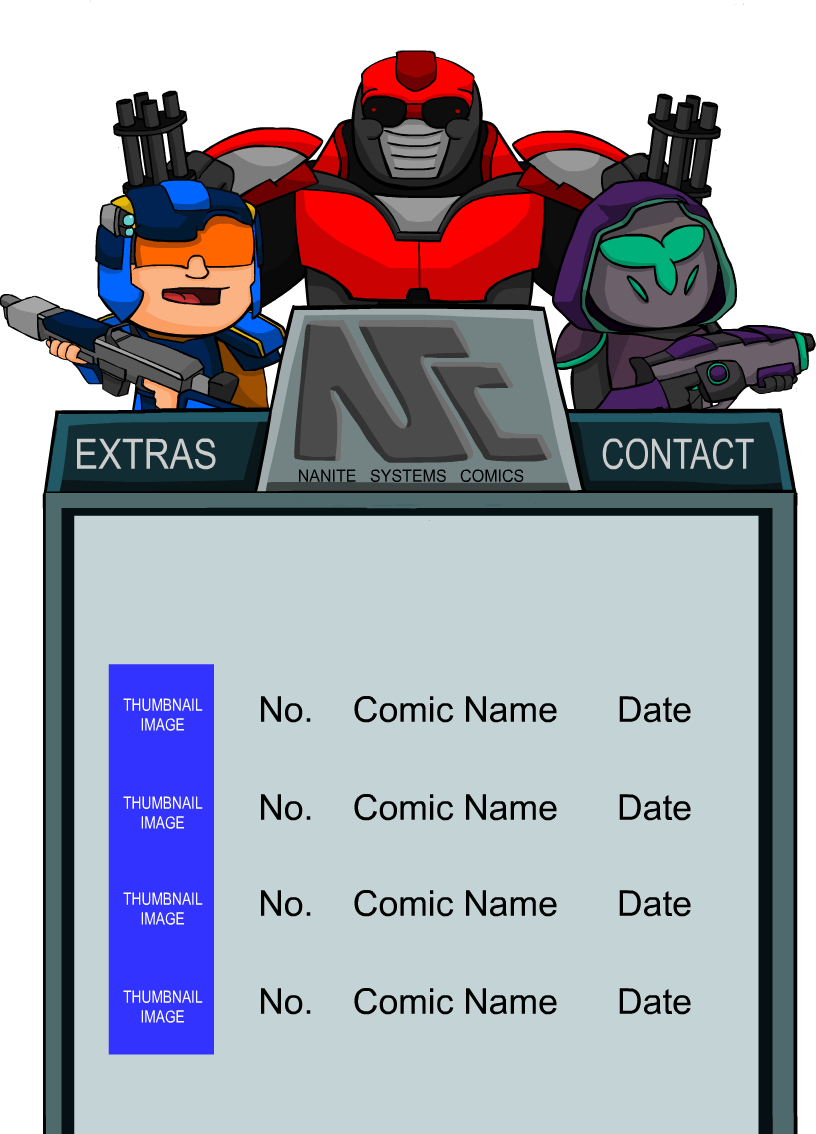 NSC
EXTRAS
CONTACT
NANITE SYSTEMS COMICS
THUMBNAIL
IMAGE
No. Comic Name Date
THUMBNAIL
IMAGE
No. Comic Name Date
THUMBNAIL
IMAGE
No. Comic Name Date
THUMBNAIL
IMAGE
No. Comic Name Date